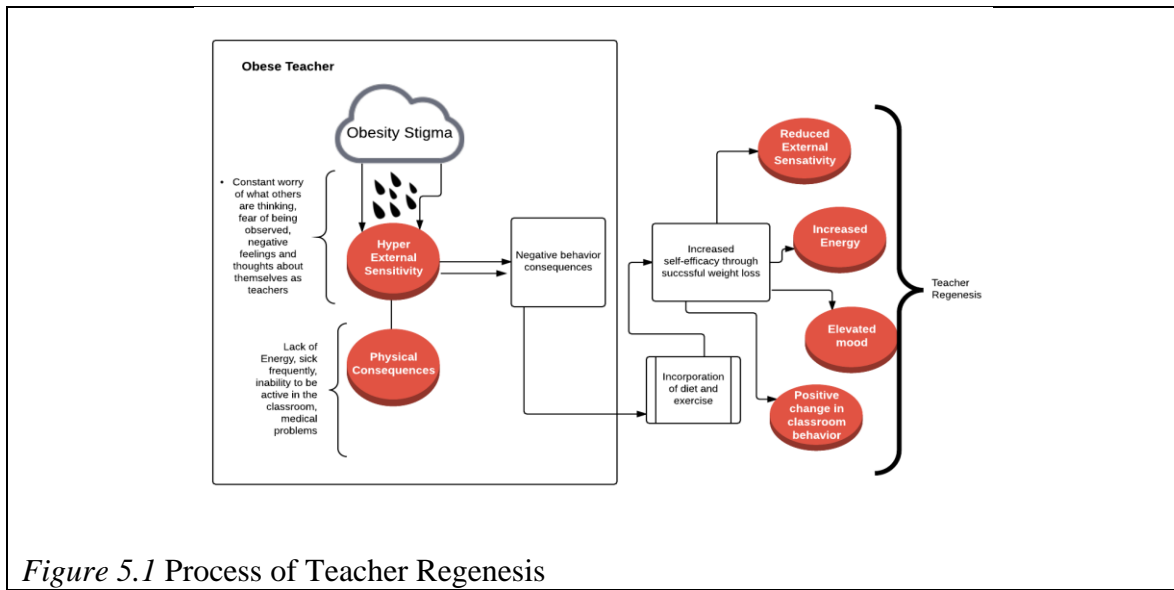 Obese Teacher
Obesity Stigma
• Constant worry
of what others
are thinking,
fear of being
observed,
negative
feelings and
thoughts about
themselves as
teachers
Hyper
External
Sensitivity
Lack of
Energy, sick
frequently,
inability to be
active in the
classroom,
medical
problems
Physical
Consequences
Negative behavior
consequences
Incorporation
of diet and
exercise
Increased
self-efficacy through
succssful weight loss
Reduced
External
Sensativity
Increased
Energy
Elevated
mood
Positive
change in
classroom
behavior
Teacher
Regenesis
Figure 5.1 Process of Teacher Regenesis